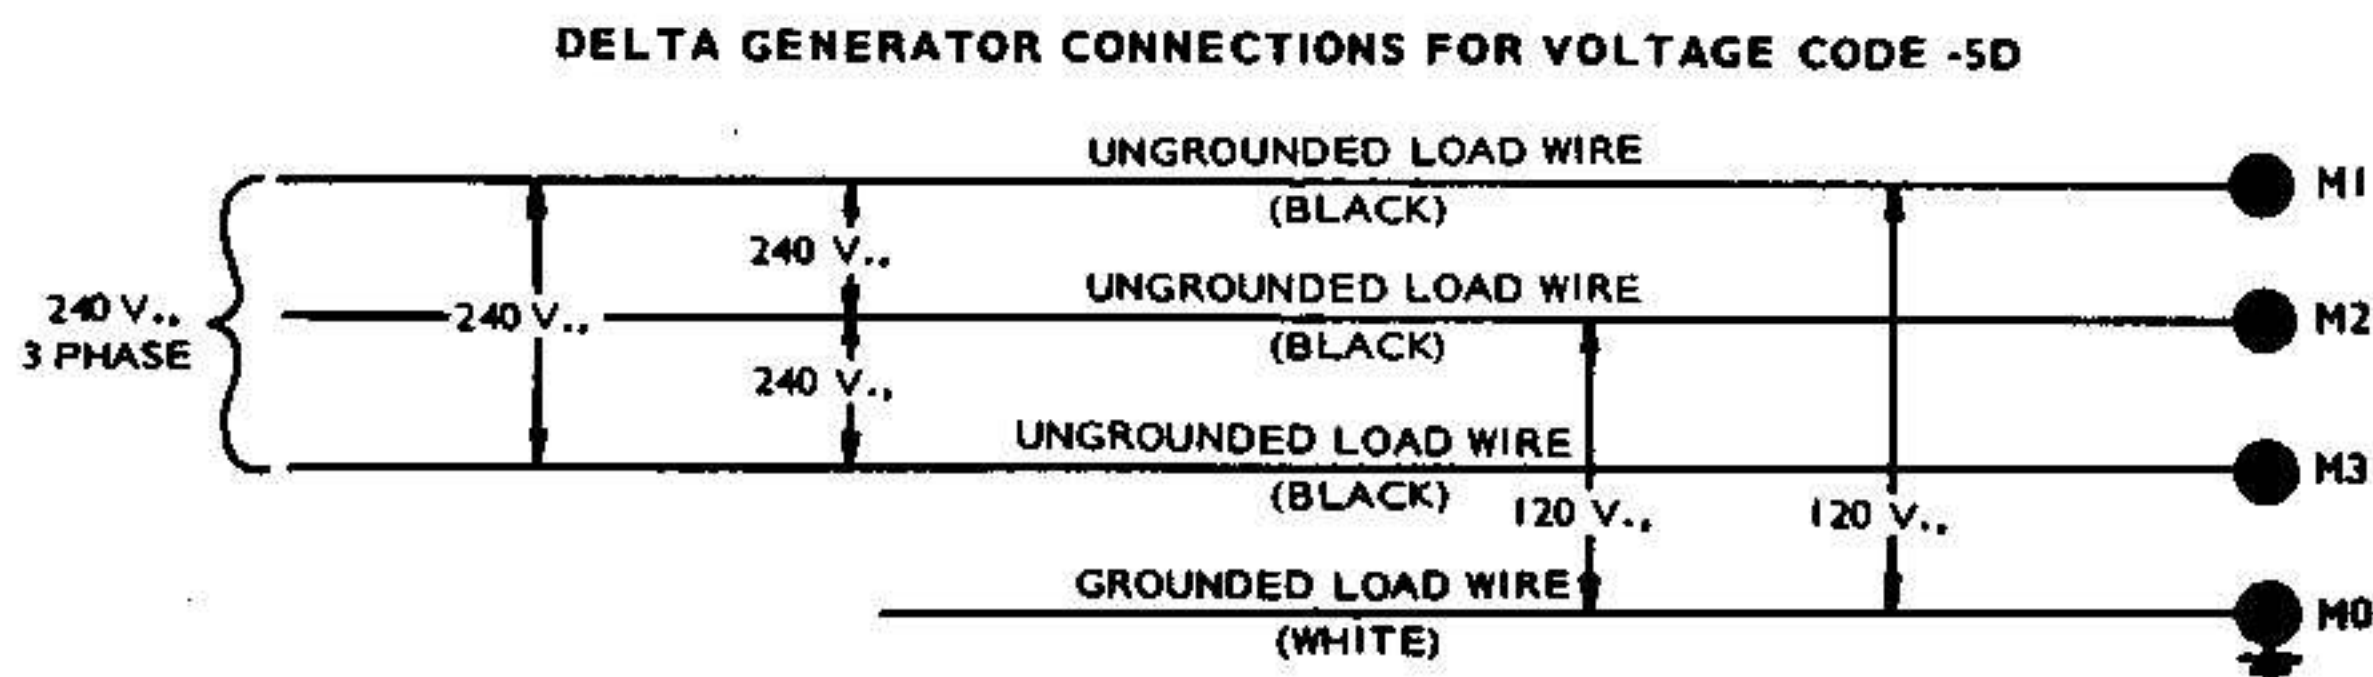 DELTA GENERATOR CONNECTIONS FOR VOLTAGE CODE -5D
UNGROUNDED LOAD WIRE
M1
(BLACK)
240 V.,
UNGROUNDED LOAD WIRE
240 V.,
3 PHASE
240 V.,
M2
(BLACK)
240 V.,
UNGROUNDED LOAD WIRE
M3
(BLACK)
120 V.,
120 V.,
GROUNDED LOAD WIRE
M0
(WHITE)